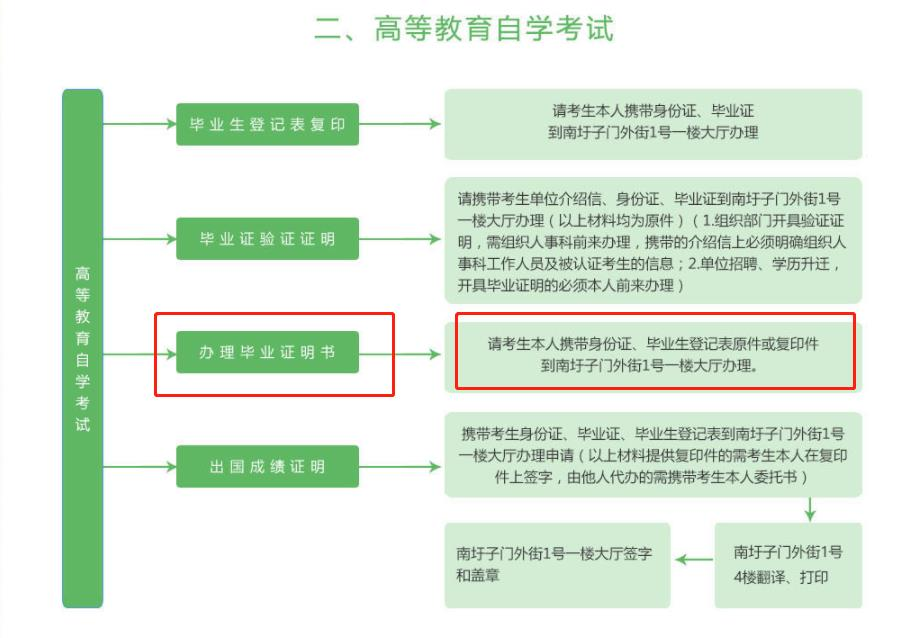 二、高等教育自学考试
高等教育自学考试
毕业生登记表复印
请考生本人携带身份证、毕业证
到南圩子门外街1号一楼大厅办理
毕业证验证证明
请携带考生单位介绍信、身份证、毕业证到南圩子门外街1号
一楼大厅办理（以上材料均为原件）（1.组织部门开具验证证
明，需组织人事科前来办理，携带的介绍信上必须明确组织人
事科工作人员及被认证考生的信息；2.单位招聘、学历升迁，
开具毕业证明的必须本人前来办理）
办理毕业证明书
请考生本人携带身份证、毕业生登记表原件或复印件
到南圩子门外街1号一楼大厅办理。
出国成绩证明
携带考生身份证、毕业证、毕业生登记表到南圩子门外街1号
一楼大厅办理申请（以上材料提供复印件的需考生本人在复印
件上签字，由他人代办的需携带考生本人委托书）
南圩子门外街1号
4楼翻译、打印
南圩子门外街1号一楼大厅签字
和盖章